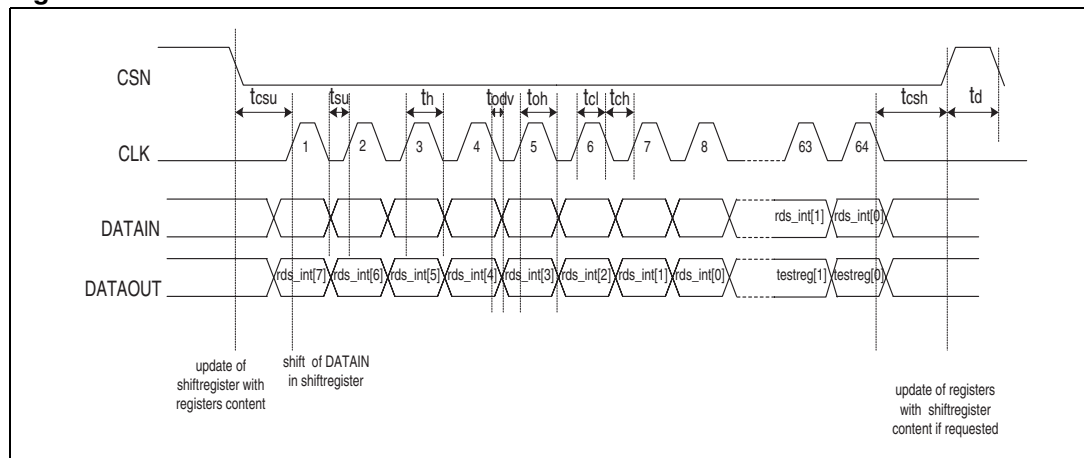 CSN
tcsu
tsu
th
todv
toh
tcl
tch
tcsh
td
CLK
1
2
3
4
5
6
7
8
63
64
DATAIN
rds_int[1]
rds_int[0]
DATAOUT
rds_int[7]
rds_int[6]
rds_int[5]
rds_int[4]
rds_int[3]
rds_int[2]
rds_int[1]
rds_int[0]
testreg[1]
testreg[0]
update of
shiftregister with
registers content
shift of DATAIN
in shiftregister
update of registers
with shiftregister
content if requested